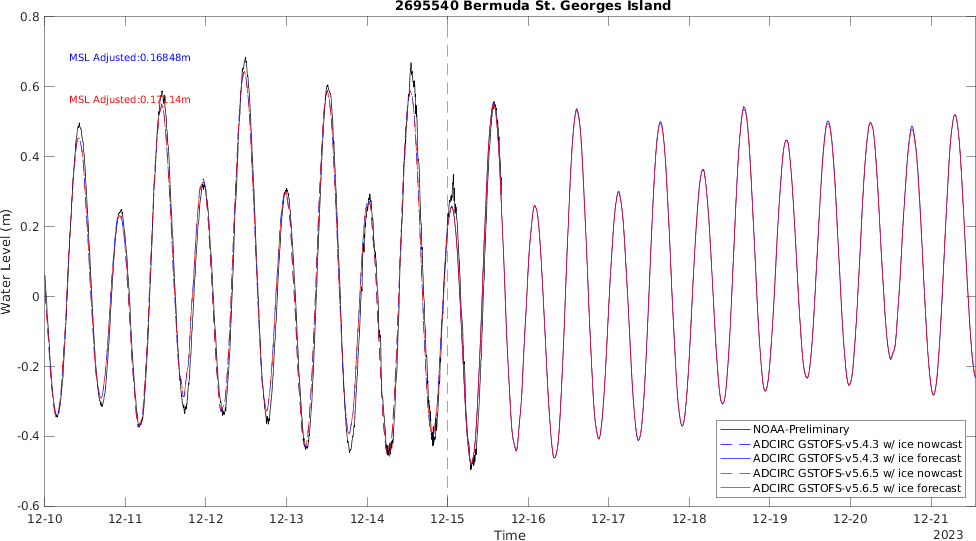 2695540 Bermuda St. Georges Island
0.8
0.6
0.4
0.2
0
-0.2
-0.4
-0.6
Water Level (m)
MSL Adjusted:0.16848m
MSL Adjusted:0.17114m
NOAA-Preliminary
ADCIRC GSTOFS-v5.4.3 w/ ice nowcast
ADCIRC GSTOFS-v5.4.3 w/ ice forecast
ADCIRC GSTOFS-v5.6.5 w/ ice nowcast
ADCIRC GSTOFS-v5.6.5 w/ ice forecast
12-10 12-11 12-12 12-13 12-14 12-15 12-16 12-17 12-18 12-19 12-20 12-21
Time
2023